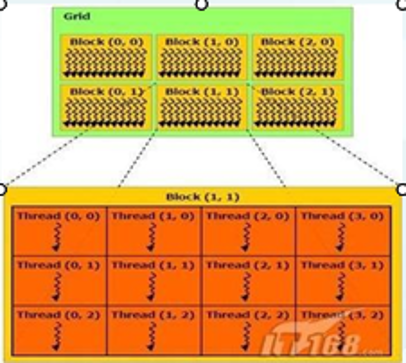 Grid
Block (0, 0) Block (1, 0) Block (2, 0)
Block (0, 1) Block (1, 1) Block (2, 1)
Block (1, 1)
Thread (0, 0) Thread (1, 0) Thread (2, 0) Thread (3, 0)
Thread (0, 1) Thread (1, 1) Thread (2, 1) Thread (3, 1)
Thread (0, 2) Thread (1, 2) Thread (2, 2) Thread (3, 2)
IT168.com